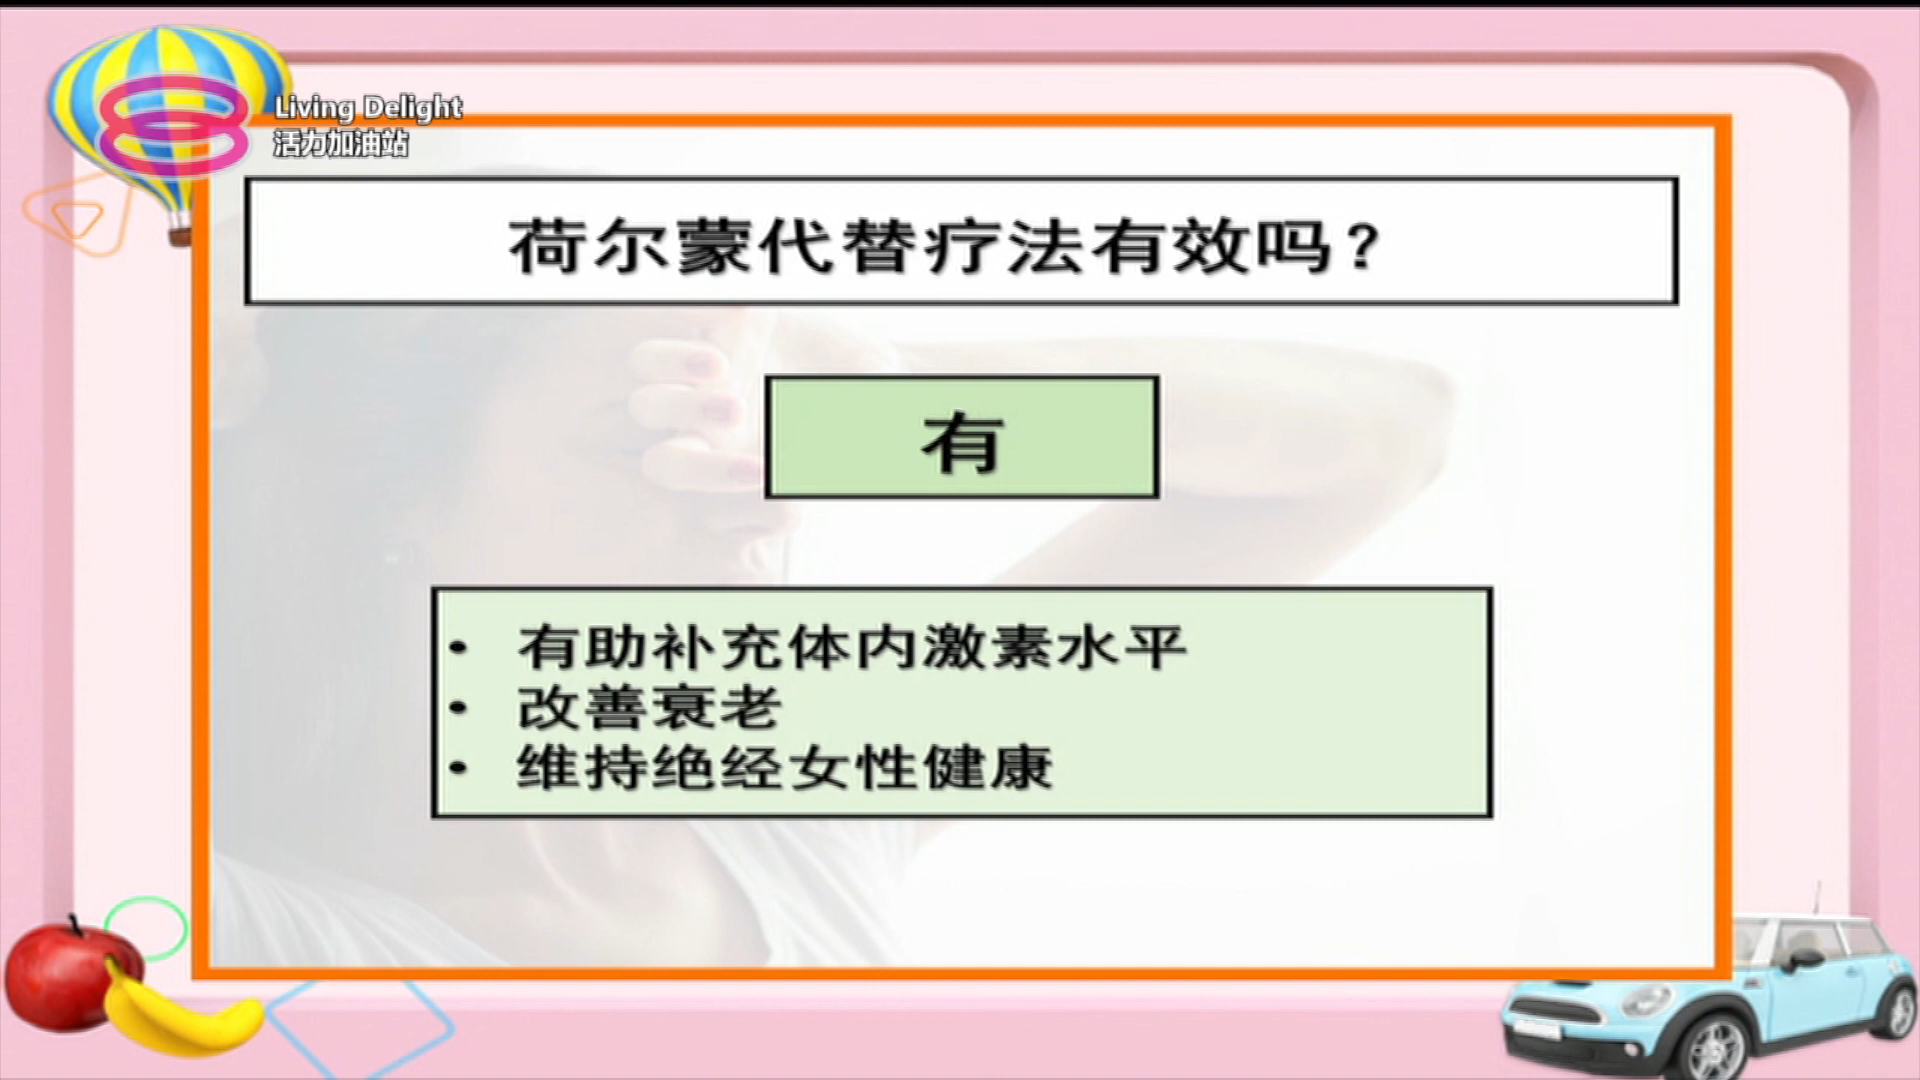 Living Delight
活力加油站
荷尔蒙代替疗法有效吗？
有
• 有助补充体内激素水平
• 改善衰老
• 维持绝经女性健康